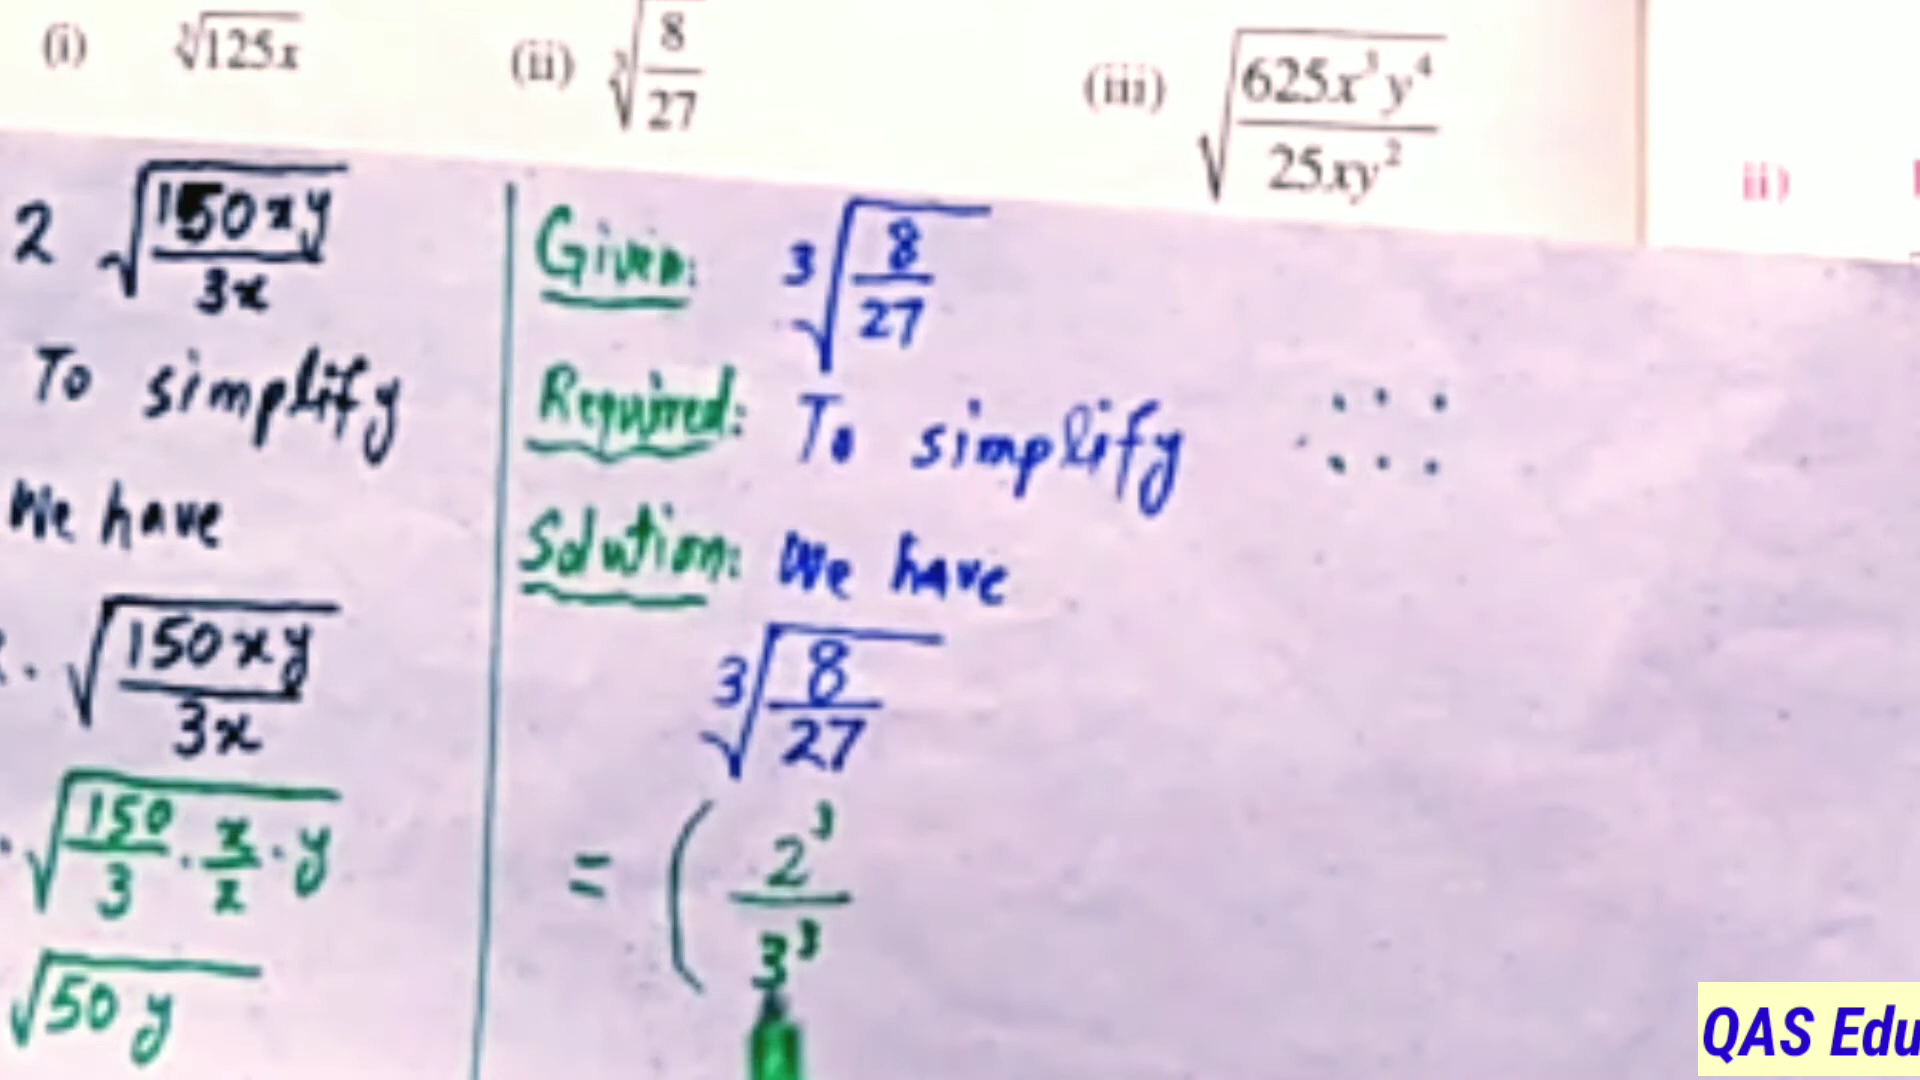 (i) ∛125x (ii) ∛(8/27) (iii) √(625x³y⁴/25xy²)
ii)
2 √(150xy/3x)
To simplify
We have
. √(150xy/3x)
. √(150/3 . x/x . y)
√50y
Given: ∛(8/27)
Required: To simplify
Solution: We have
∛(8/27)
= ( 2³/3³
QAS Edu